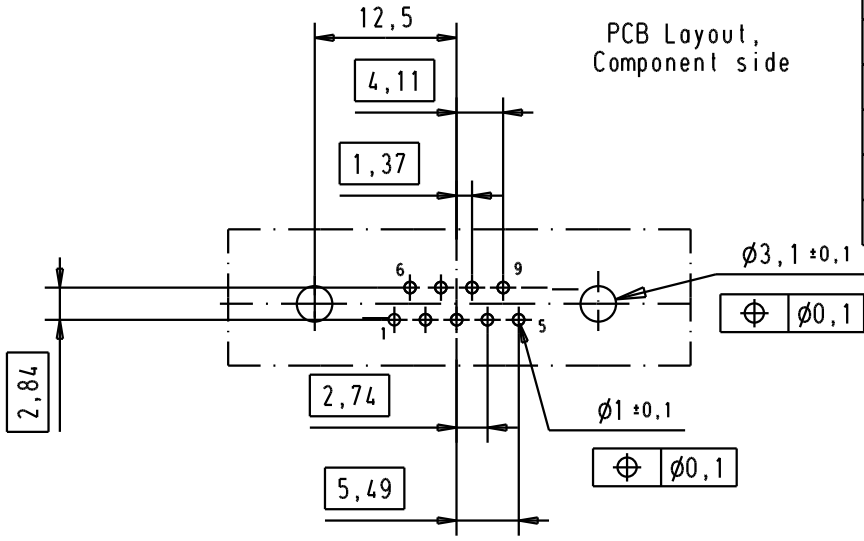 12,5
PCB Layout,
Component side
4,11
1,37
6
9
Ø3,1 ±0,1
Ø0,1
1
5
2,84
2,74
Ø1 ±0,1
Ø0,1
5,49